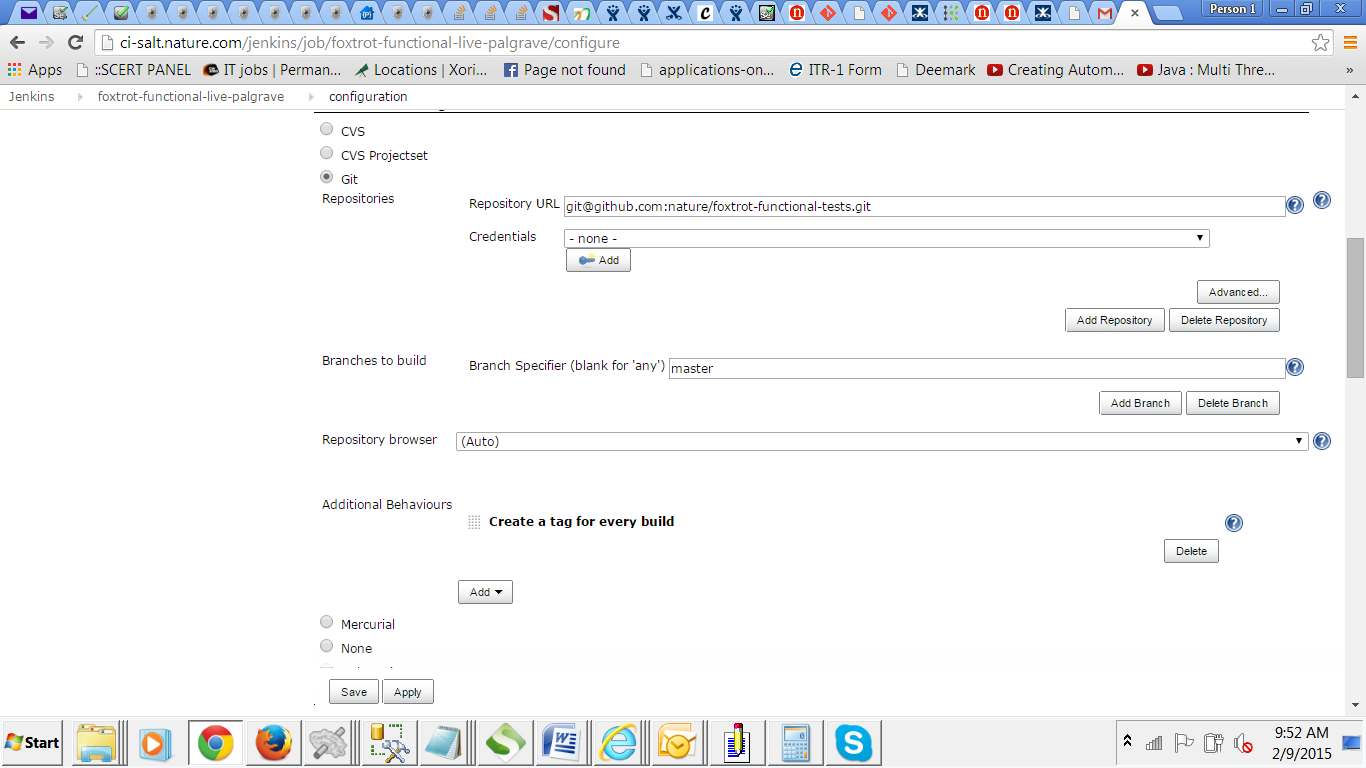 Person 1
ci-salt.nature.com/jenkins/job/foxtrot-functional-live-palgrave/configure
Apps ::SCERT PANEL IT jobs | Perman... Locations | Xori... Page not found applications-on... ITR-1 Form Deemark Creating Autom... Java : Multi Thre... »
Jenkins foxtrot-functional-live-palgrave configuration
CVS
CVS Projectset
Git
Repositories
Repository URL git@github.com:nature/foxtrot-functional-tests.git
Credentials - none -
Add
Advanced...
Add Repository Delete Repository
Branches to build Branch Specifier (blank for 'any') master
Add Branch Delete Branch
Repository browser (Auto)
Additional Behaviours
Create a tag for every build
Delete
Add
Mercurial
None
Save Apply
Start 9:52 AM
2/9/2015